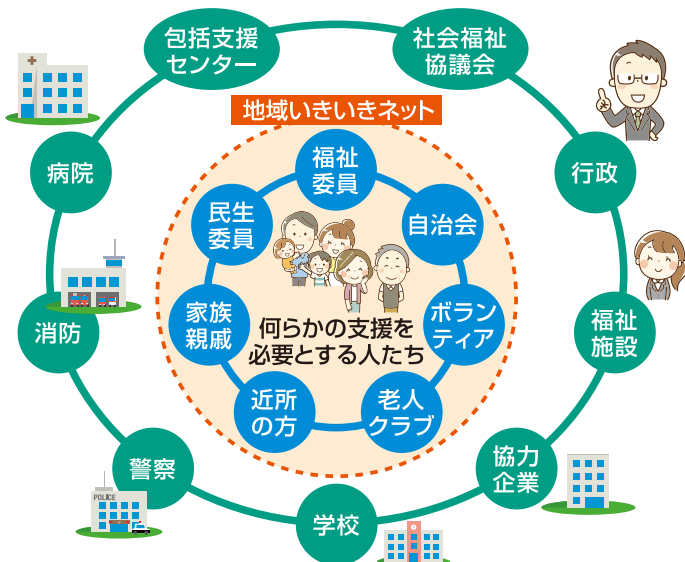 包括支援
センター
社会福祉
協議会
地域いきいきネット
病院
行政
福祉
委員
民生
委員
自治会
家族
親戚
何らかの支援を
必要とする人たち
ボラン
ティア
消防
福祉
施設
近所
の方
老人
クラブ
警察
協力
企業
POLICE
学校